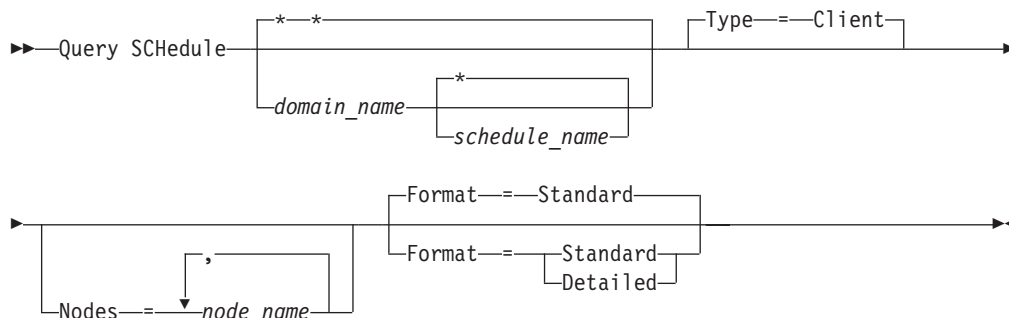 * *
Type = Client
Query SCHedule
*
domain_name
schedule_name
Format = Standard
,
Format = Standard
Detailed
Nodes = node_name